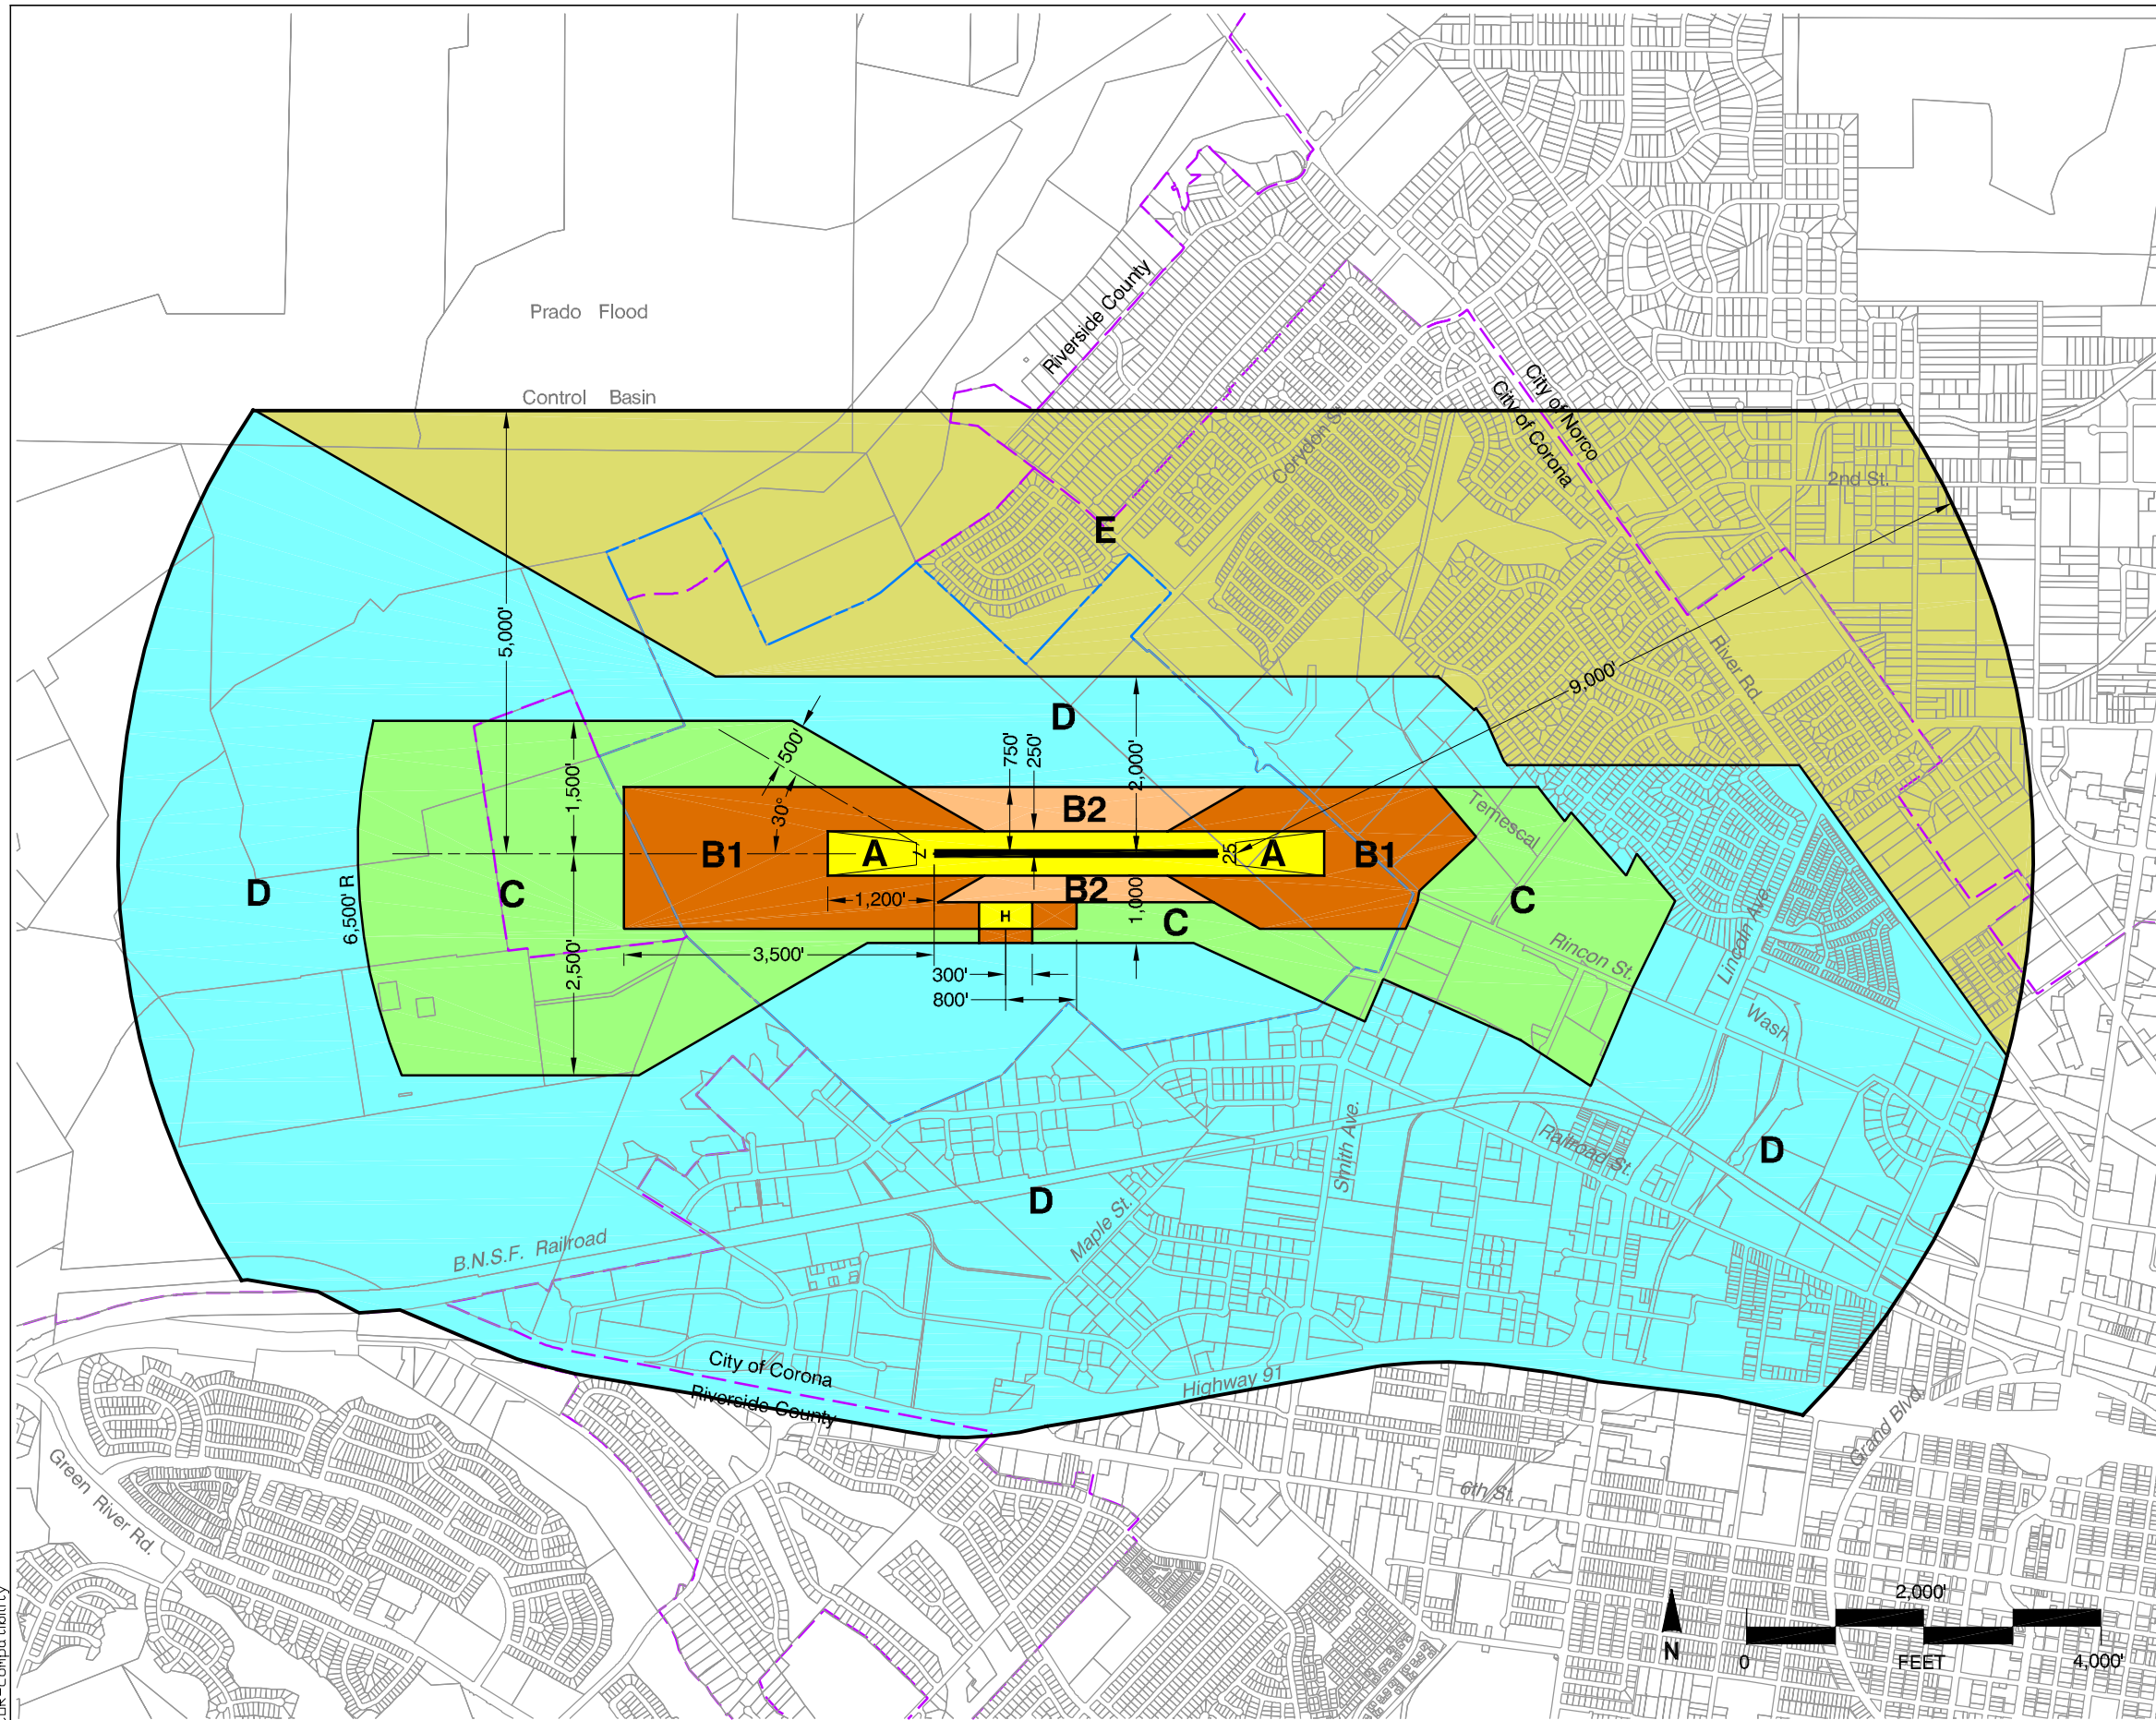 Prado Flood
Control Basin
Riverside County
City of Norco
City of Corona
Corydon St.
2nd St.
E
5,000'
River Rd
9,000'
D
500'
30°
750'
250'
2,000'
1,500'
B2
Temescal
B1
A
7
25
A
B1
D
C
6,500' R
1,200'
B2
H
1,000
C
C
Lincoln Ave.
Rincon St.
3,500'
2,500'
300'
800'
Wash
Smith Ave.
Railroad St.
D
D
Maple St.
B.N.S.F. Railroad
City of Corona
Riverside County
Highway 91
Grand Blvd.
Green River Rd.
6th St.
N
2,000'
0
FEET
4,000'